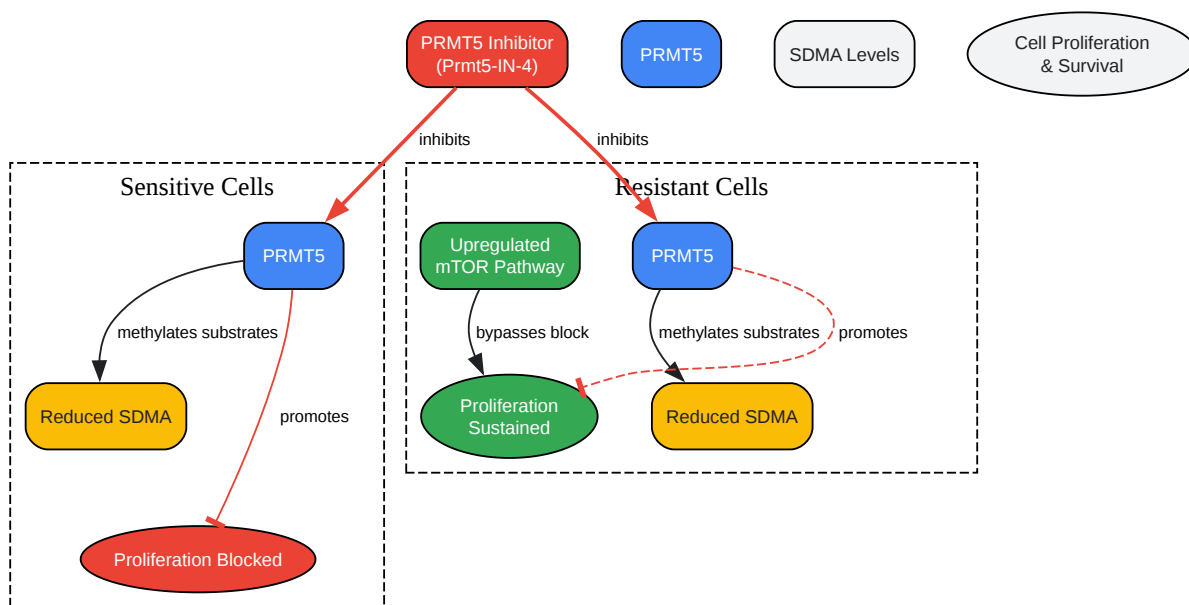 PRMT5 Inhibitor
(Prmt5-IN-4)
PRMT5
SDMA Levels
Cell Proliferation
& Survival
inhibits
inhibits
Sensitive Cells
Resistant Cells
PRMT5
Upregulated
mTOR Pathway
PRMT5
methylates substrates
bypasses block
methylates substrates
promotes
Reduced SDMA
promotes
Proliferation
Sustained
Reduced SDMA
Proliferation Blocked